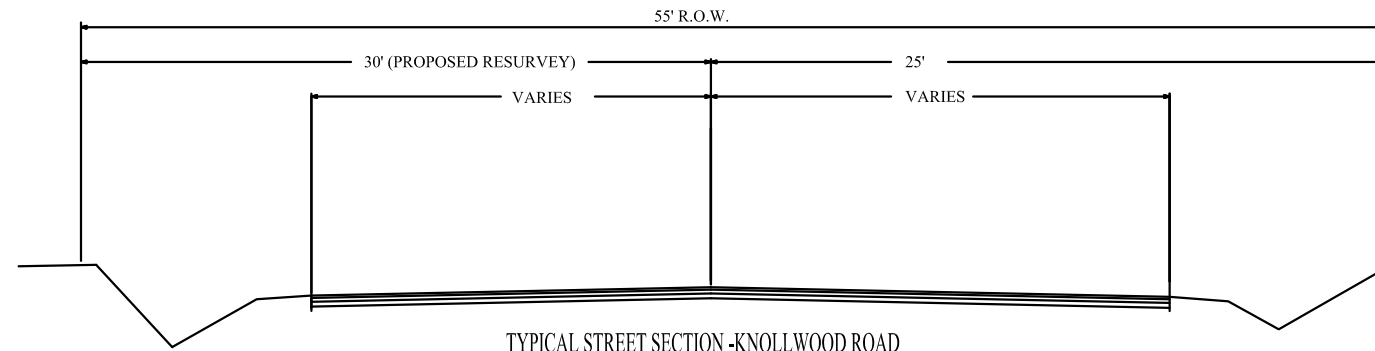 55' R.O.W.
30' (PROPOSED RESURVEY) 25'
VARIES VARIES
TYPICAL STREET SECTION -KNOLLWOOD ROAD